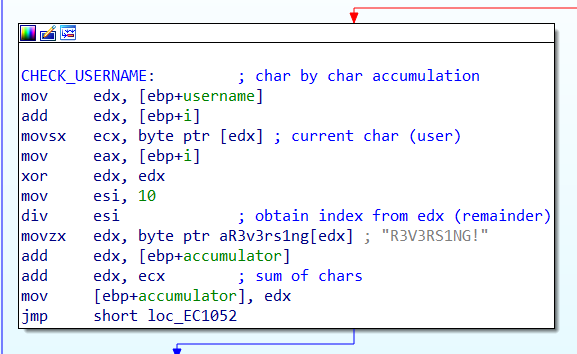 CHECK_USERNAME: ; char by char accumulation
mov edx, [ebp+username]
add edx, [ebp+i]
movsx ecx, byte ptr [edx] ; current char (user)
mov eax, [ebp+i]
xor edx, edx
mov esi, 10
div esi ; obtain index from edx (remainder)
movzx edx, byte ptr aR3v3rs1ng[edx] ; "R3V3RS1NG!"
add edx, [ebp+accumulator]
add edx, ecx ; sum of chars
mov [ebp+accumulator], edx
jmp short loc_EC1052